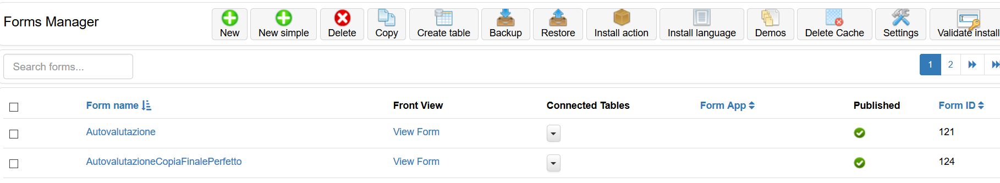 Forms Manager
New
New simple
Delete
Copy
Create table
Backup
Restore
Install action
Install language
Demos
Delete Cache
Settings
Validate install
Search forms...
1 2
Form name Front View Connected Tables Form App Published Form ID
Autovalutazione View Form 121
AutovalutazioneCopiaFinalePerfetto View Form 124